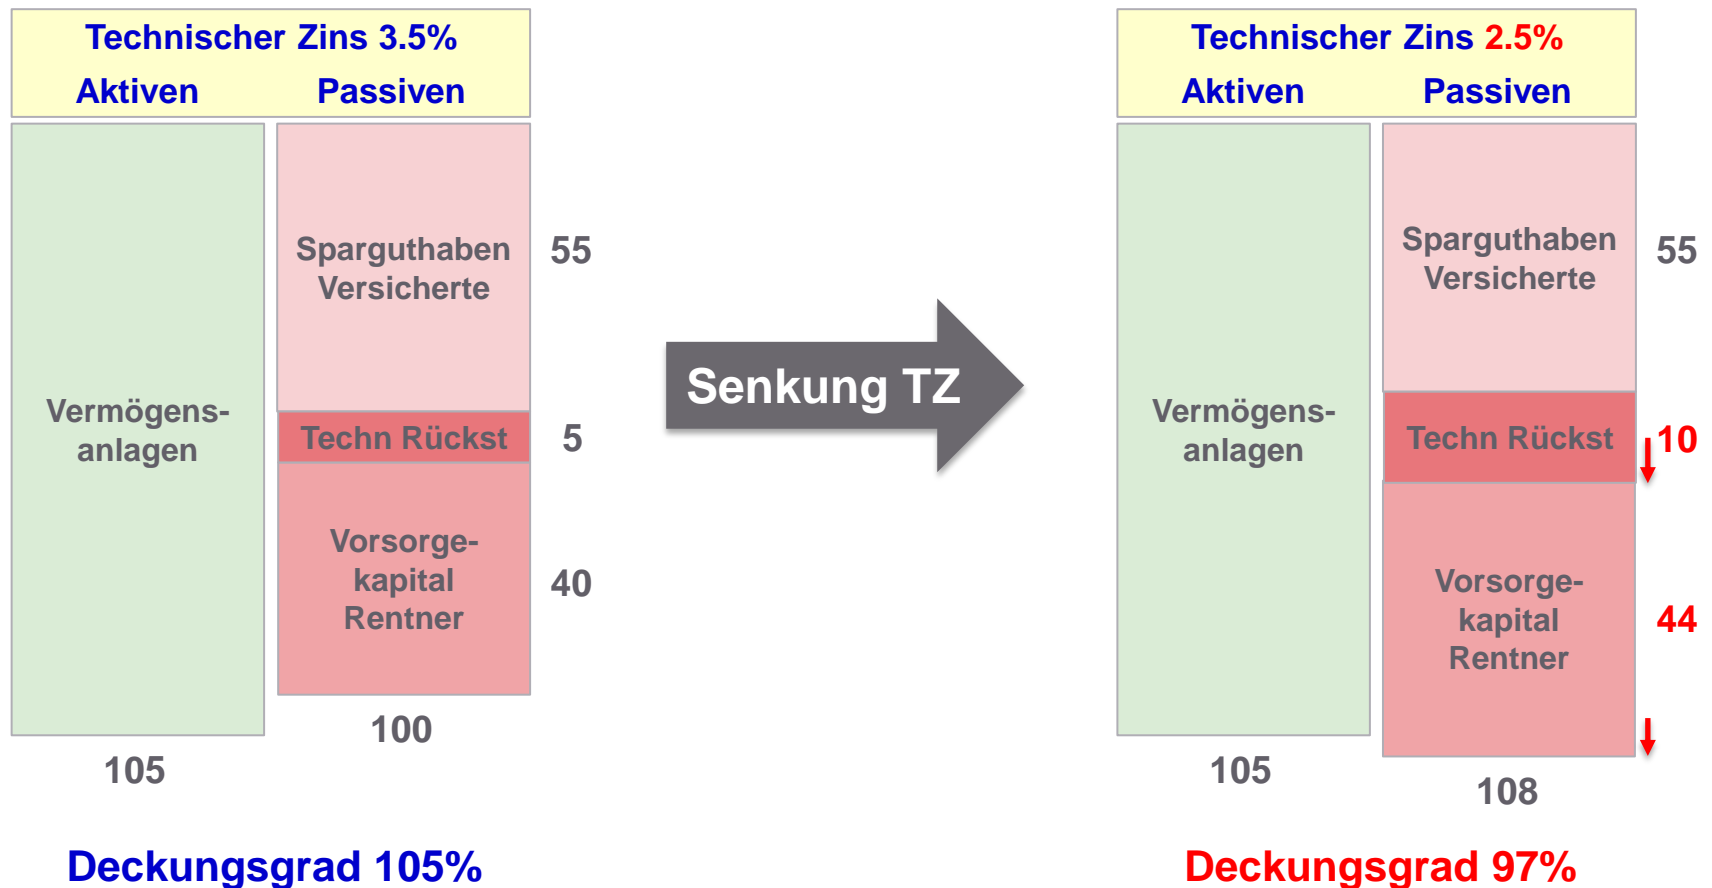 Technischer Zins 3.5%
Aktiven Passiven
Sparguthaben
Versicherte
55
Vermögens-
anlagen
Techn Rückst
5
Vorsorge-
kapital
Rentner
40
100
105
Deckungsgrad 105%
Senkung TZ
Technischer Zins 2.5%
Aktiven Passiven
Sparguthaben
Versicherte
55
Vermögens-
anlagen
Techn Rückst
10
Vorsorge-
kapital
Rentner
44
105
108
Deckungsgrad 97%